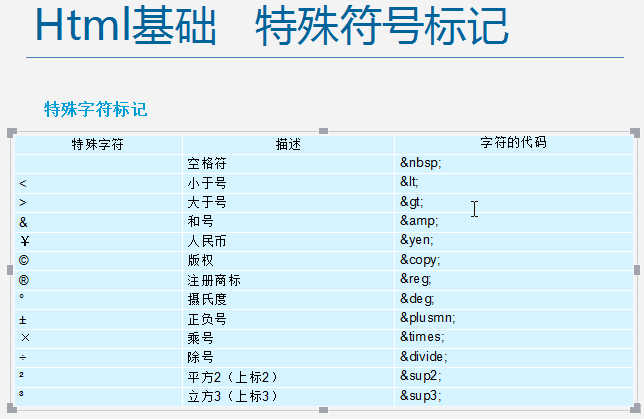 Html基础 特殊符号标记
特殊字符标记
特殊字符 描述 字符的代码
空格符 &nbsp;
< 小于号 &lt;
> 大于号 &gt;
& 和号 &amp;
¥ 人民币 &yen;
© 版权 &copy;
® 注册商标 &reg;
° 摄氏度 &deg;
± 正负号 &plusmn;
× 乘号 &times;
÷ 除号 &divide;
² 平方2（上标2） &sup2;
³ 立方3（上标3） &sup3;